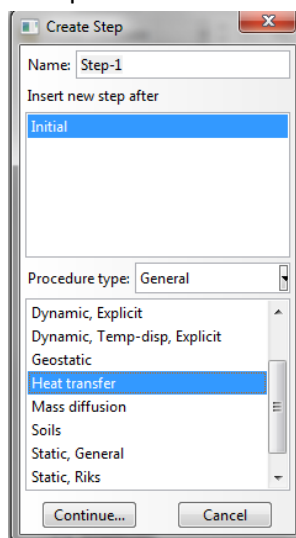 Create Step
Name: Step-1
Insert new step after
Initial
Procedure type: General
Dynamic, Explicit
Dynamic, Temp-disp, Explicit
Geostatic
Heat transfer
Mass diffusion
Soils
Static, General
Static, Riks
Continue... Cancel